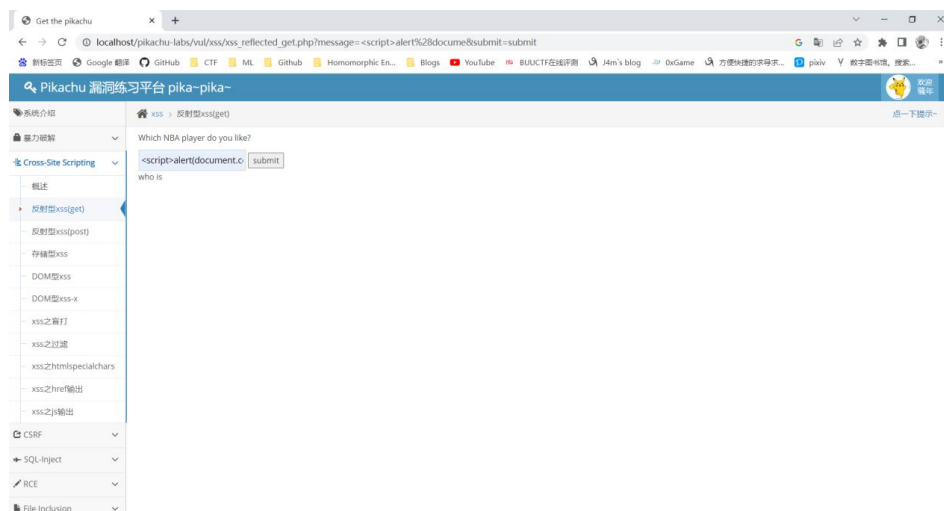 Get the pikachu
localhost/pikachu-labs/vul/xss/xss_reflected_get.php?message=<script>alert%28docume&submit=submit
新标签页 Google 翻译 GitHub CTF ML Github Homomorphic En... Blogs YouTube BUUCTF在线评测 J4m's blog 0xGame 方便快捷的求导求... pixiv 数字图书馆。搜索...
Pikachu 漏洞练习平台 pika~pika~
欢迎
骚年
系统介绍
xss > 反射型xss(get)
点一下提示~
暴力破解
Which NBA player do you like?
Cross-Site Scripting
<script>alert(document.c submit
who is
概述
反射型xss(get)
反射型xss(post)
存储型xss
DOM型xss
DOM型xss-x
xss之盲打
xss之过滤
xss之htmlspecialchars
xss之href输出
xss之js输出
CSRF
SQL-Inject
RCE
File Inclusion